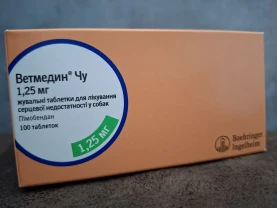 Ветмедин® Чу
1,25 мг
жувальні таблетки для лікування
серцевої недостатності у собак
Пімобендан
100 таблеток
1,25 мг
Boehringer
Ingelheim